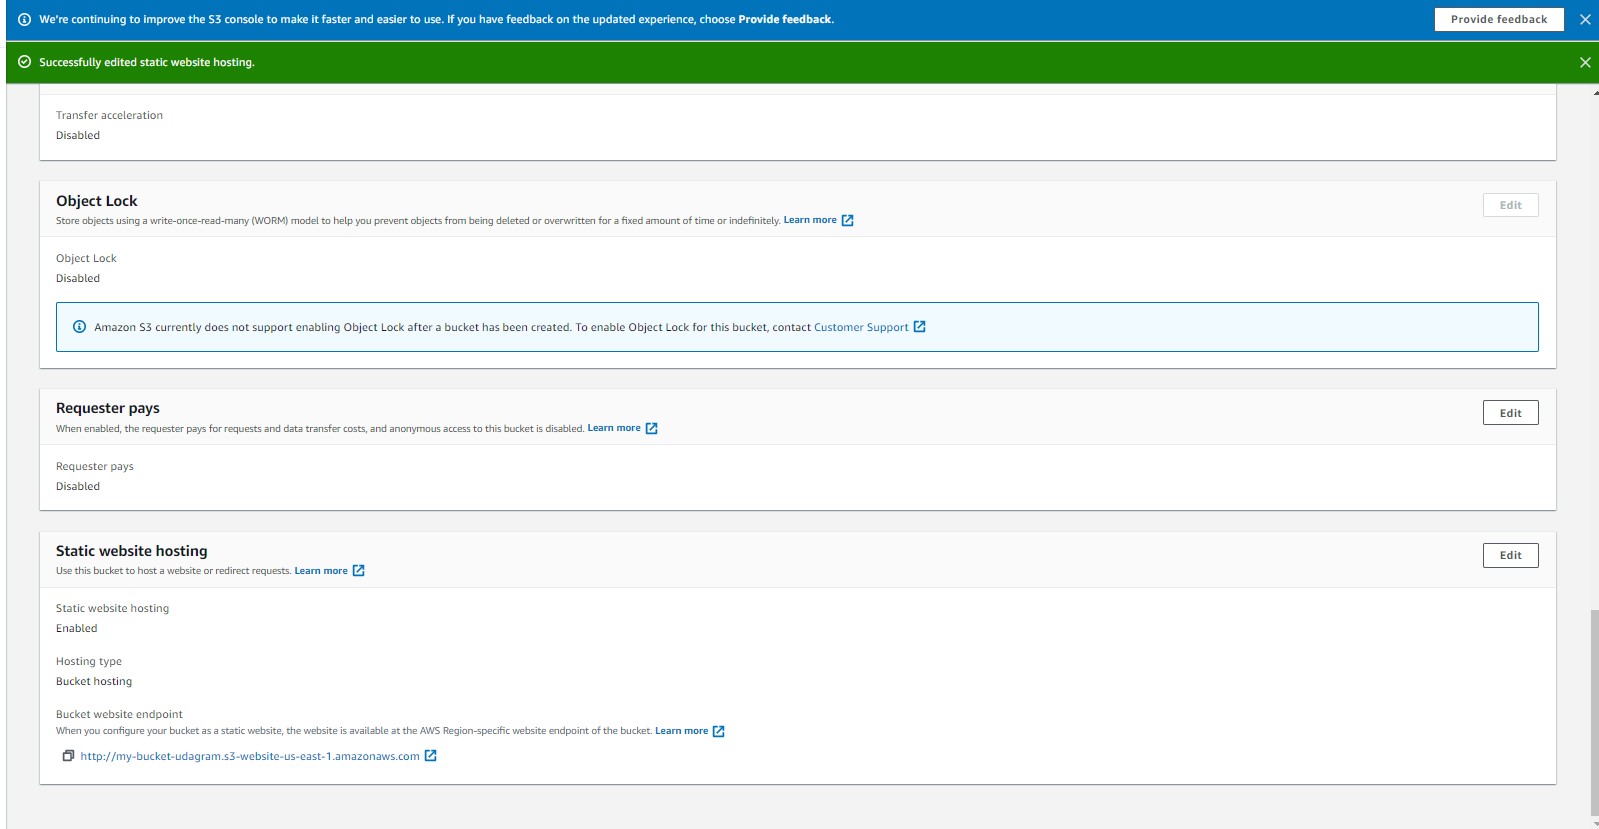 We're continuing to improve the S3 console to make it faster and easier to use. If you have feedback on the updated experience, choose Provide feedback.
Provide feedback
Successfully edited static website hosting.
Transfer acceleration
Disabled
Object Lock
Edit
Store objects using a write-once-read-many (WORM) model to help you prevent objects from being deleted or overwritten for a fixed amount of time or indefinitely. Learn more
Object Lock
Disabled
Amazon S3 currently does not support enabling Object Lock after a bucket has been created. To enable Object Lock for this bucket, contact Customer Support
Requester pays
Edit
When enabled, the requester pays for requests and data transfer costs, and anonymous access to this bucket is disabled. Learn more
Requester pays
Disabled
Static website hosting
Edit
Use this bucket to host a website or redirect requests. Learn more
Static website hosting
Enabled
Hosting type
Bucket hosting
Bucket website endpoint
When you configure your bucket as a static website, the website is available at the AWS Region-specific website endpoint of the bucket. Learn more
http://my-bucket-udagram.s3-website-us-east-1.amazonaws.com